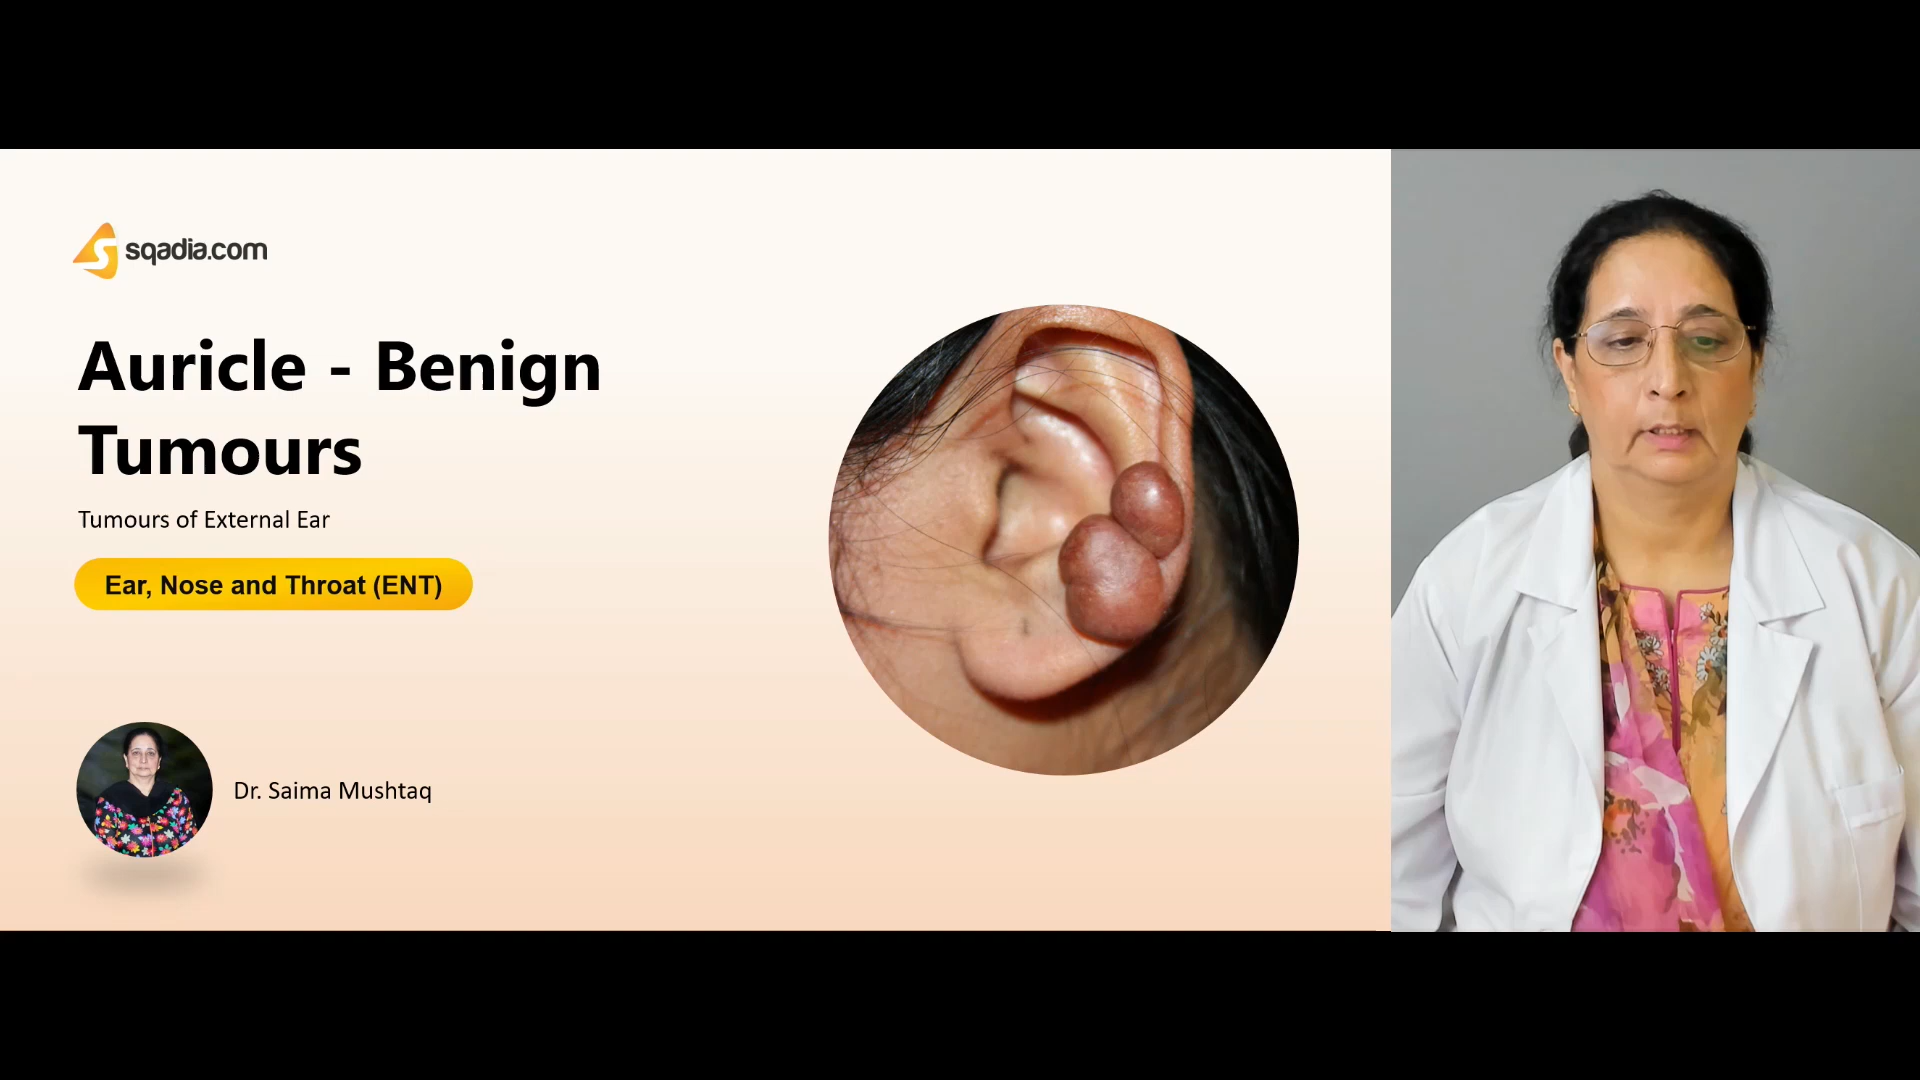 sqadia.com
Auricle - Benign
Tumours
Tumours of External Ear
Ear, Nose and Throat (ENT)
Dr. Saima Mushtaq